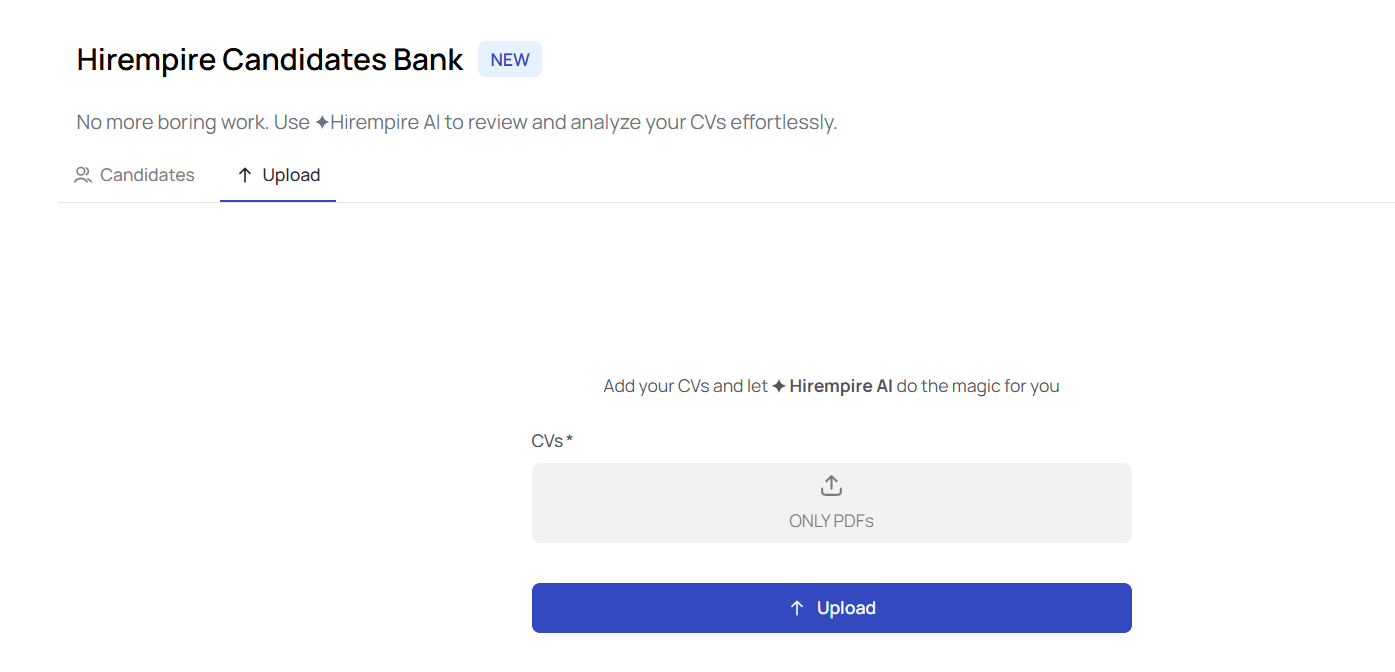 Hirempire Candidates Bank NEW
No more boring work. Use ✦Hirempire AI to review and analyze your CVs effortlessly.
Candidates Upload
Add your CVs and let ✦ Hirempire AI do the magic for you
CVs *
ONLY PDFs
Upload